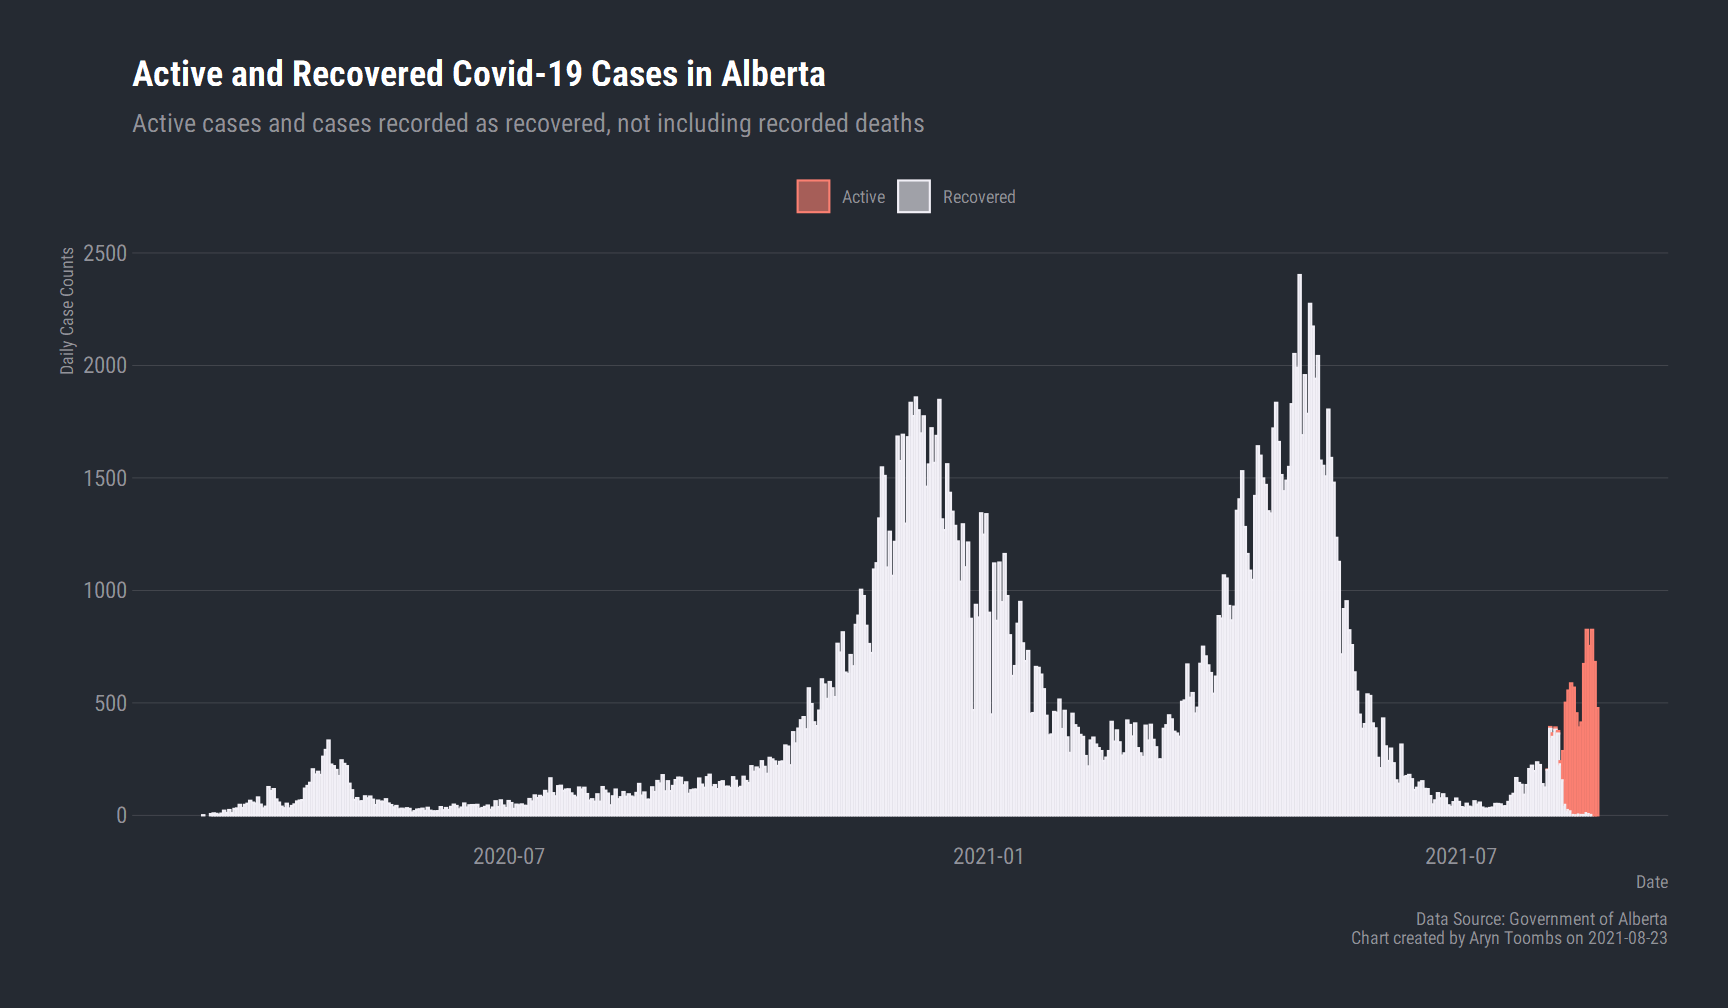 Active and Recovered Covid-19 Cases in Alberta
Active cases and cases recorded as recovered, not including recorded deaths
Active
Recovered
Daily Case Counts
2500
2000
1500
1000
500
0
2020-07
2021-01
2021-07
Date
Data Source: Government of Alberta
Chart created by Aryn Toombs on 2021-08-23